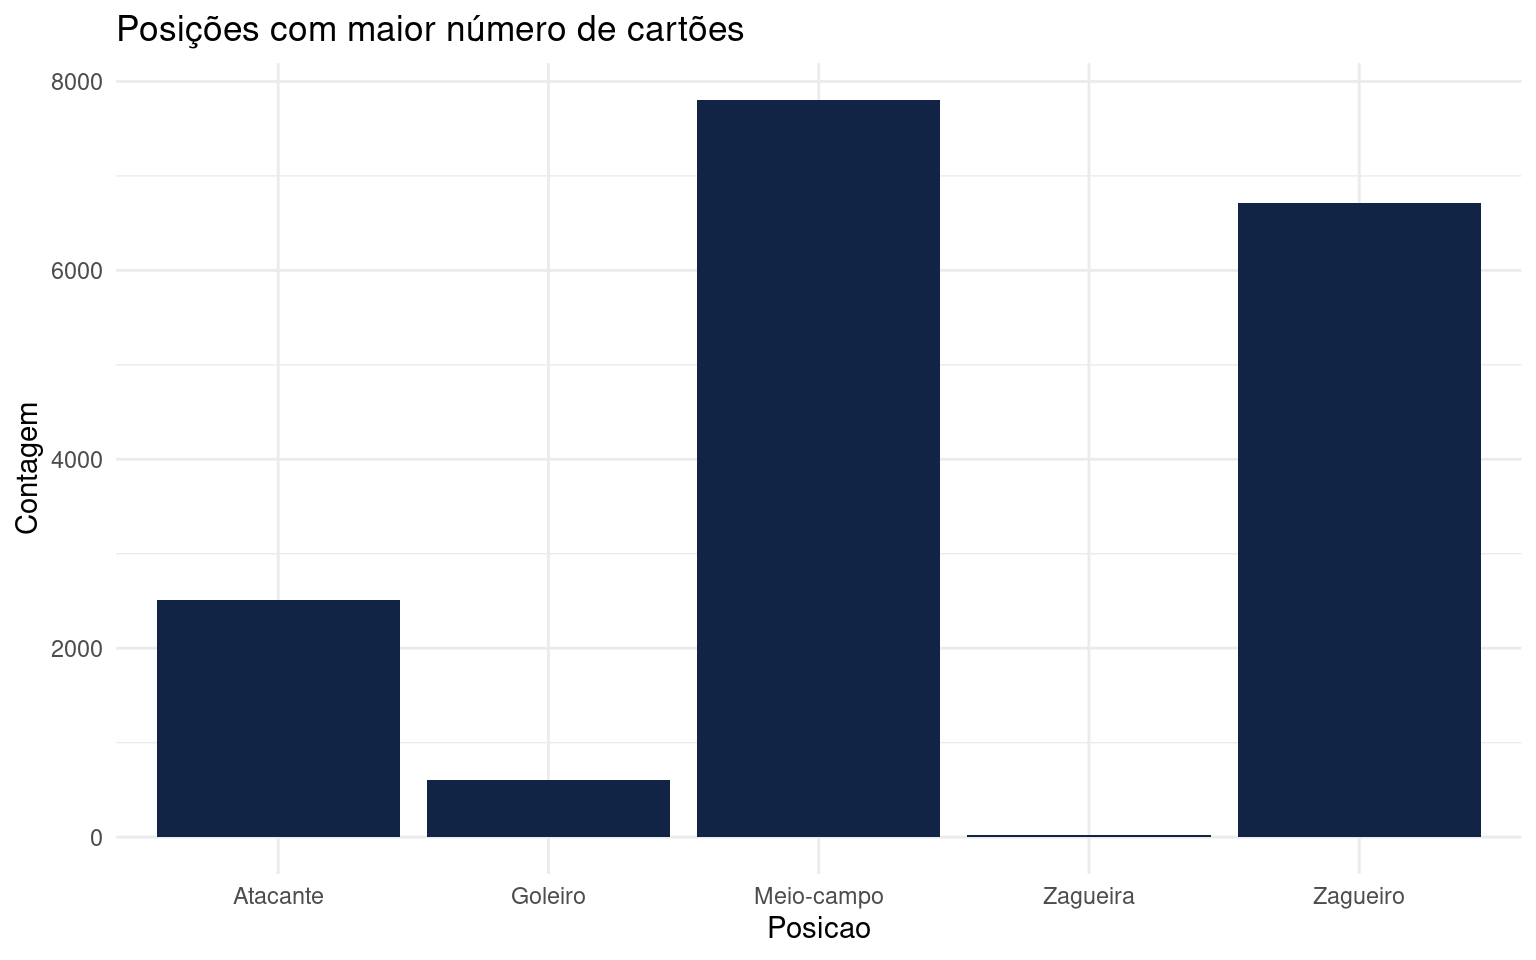 Posições com maior número de cartões
8000
6000
4000
2000
0
Contagem
Atacante Goleiro Meio-campo Zagueira Zagueiro
Posicao